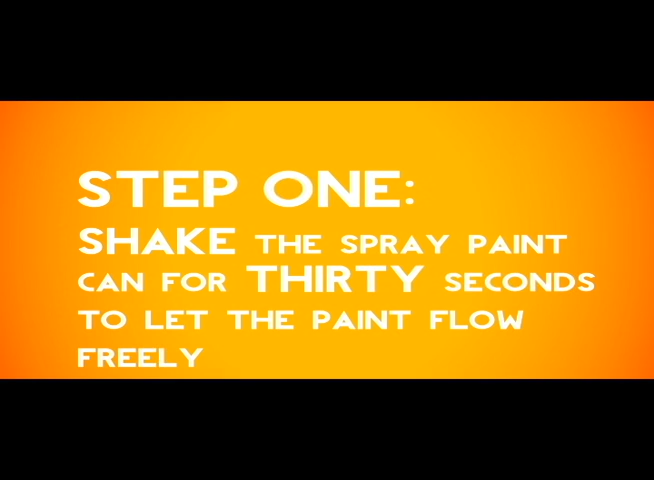 STEP ONE:
SHAKE THE SPRAY PAINT
CAN FOR THIRTY SECONDS
TO LET THE PAINT FLOW
FREELY